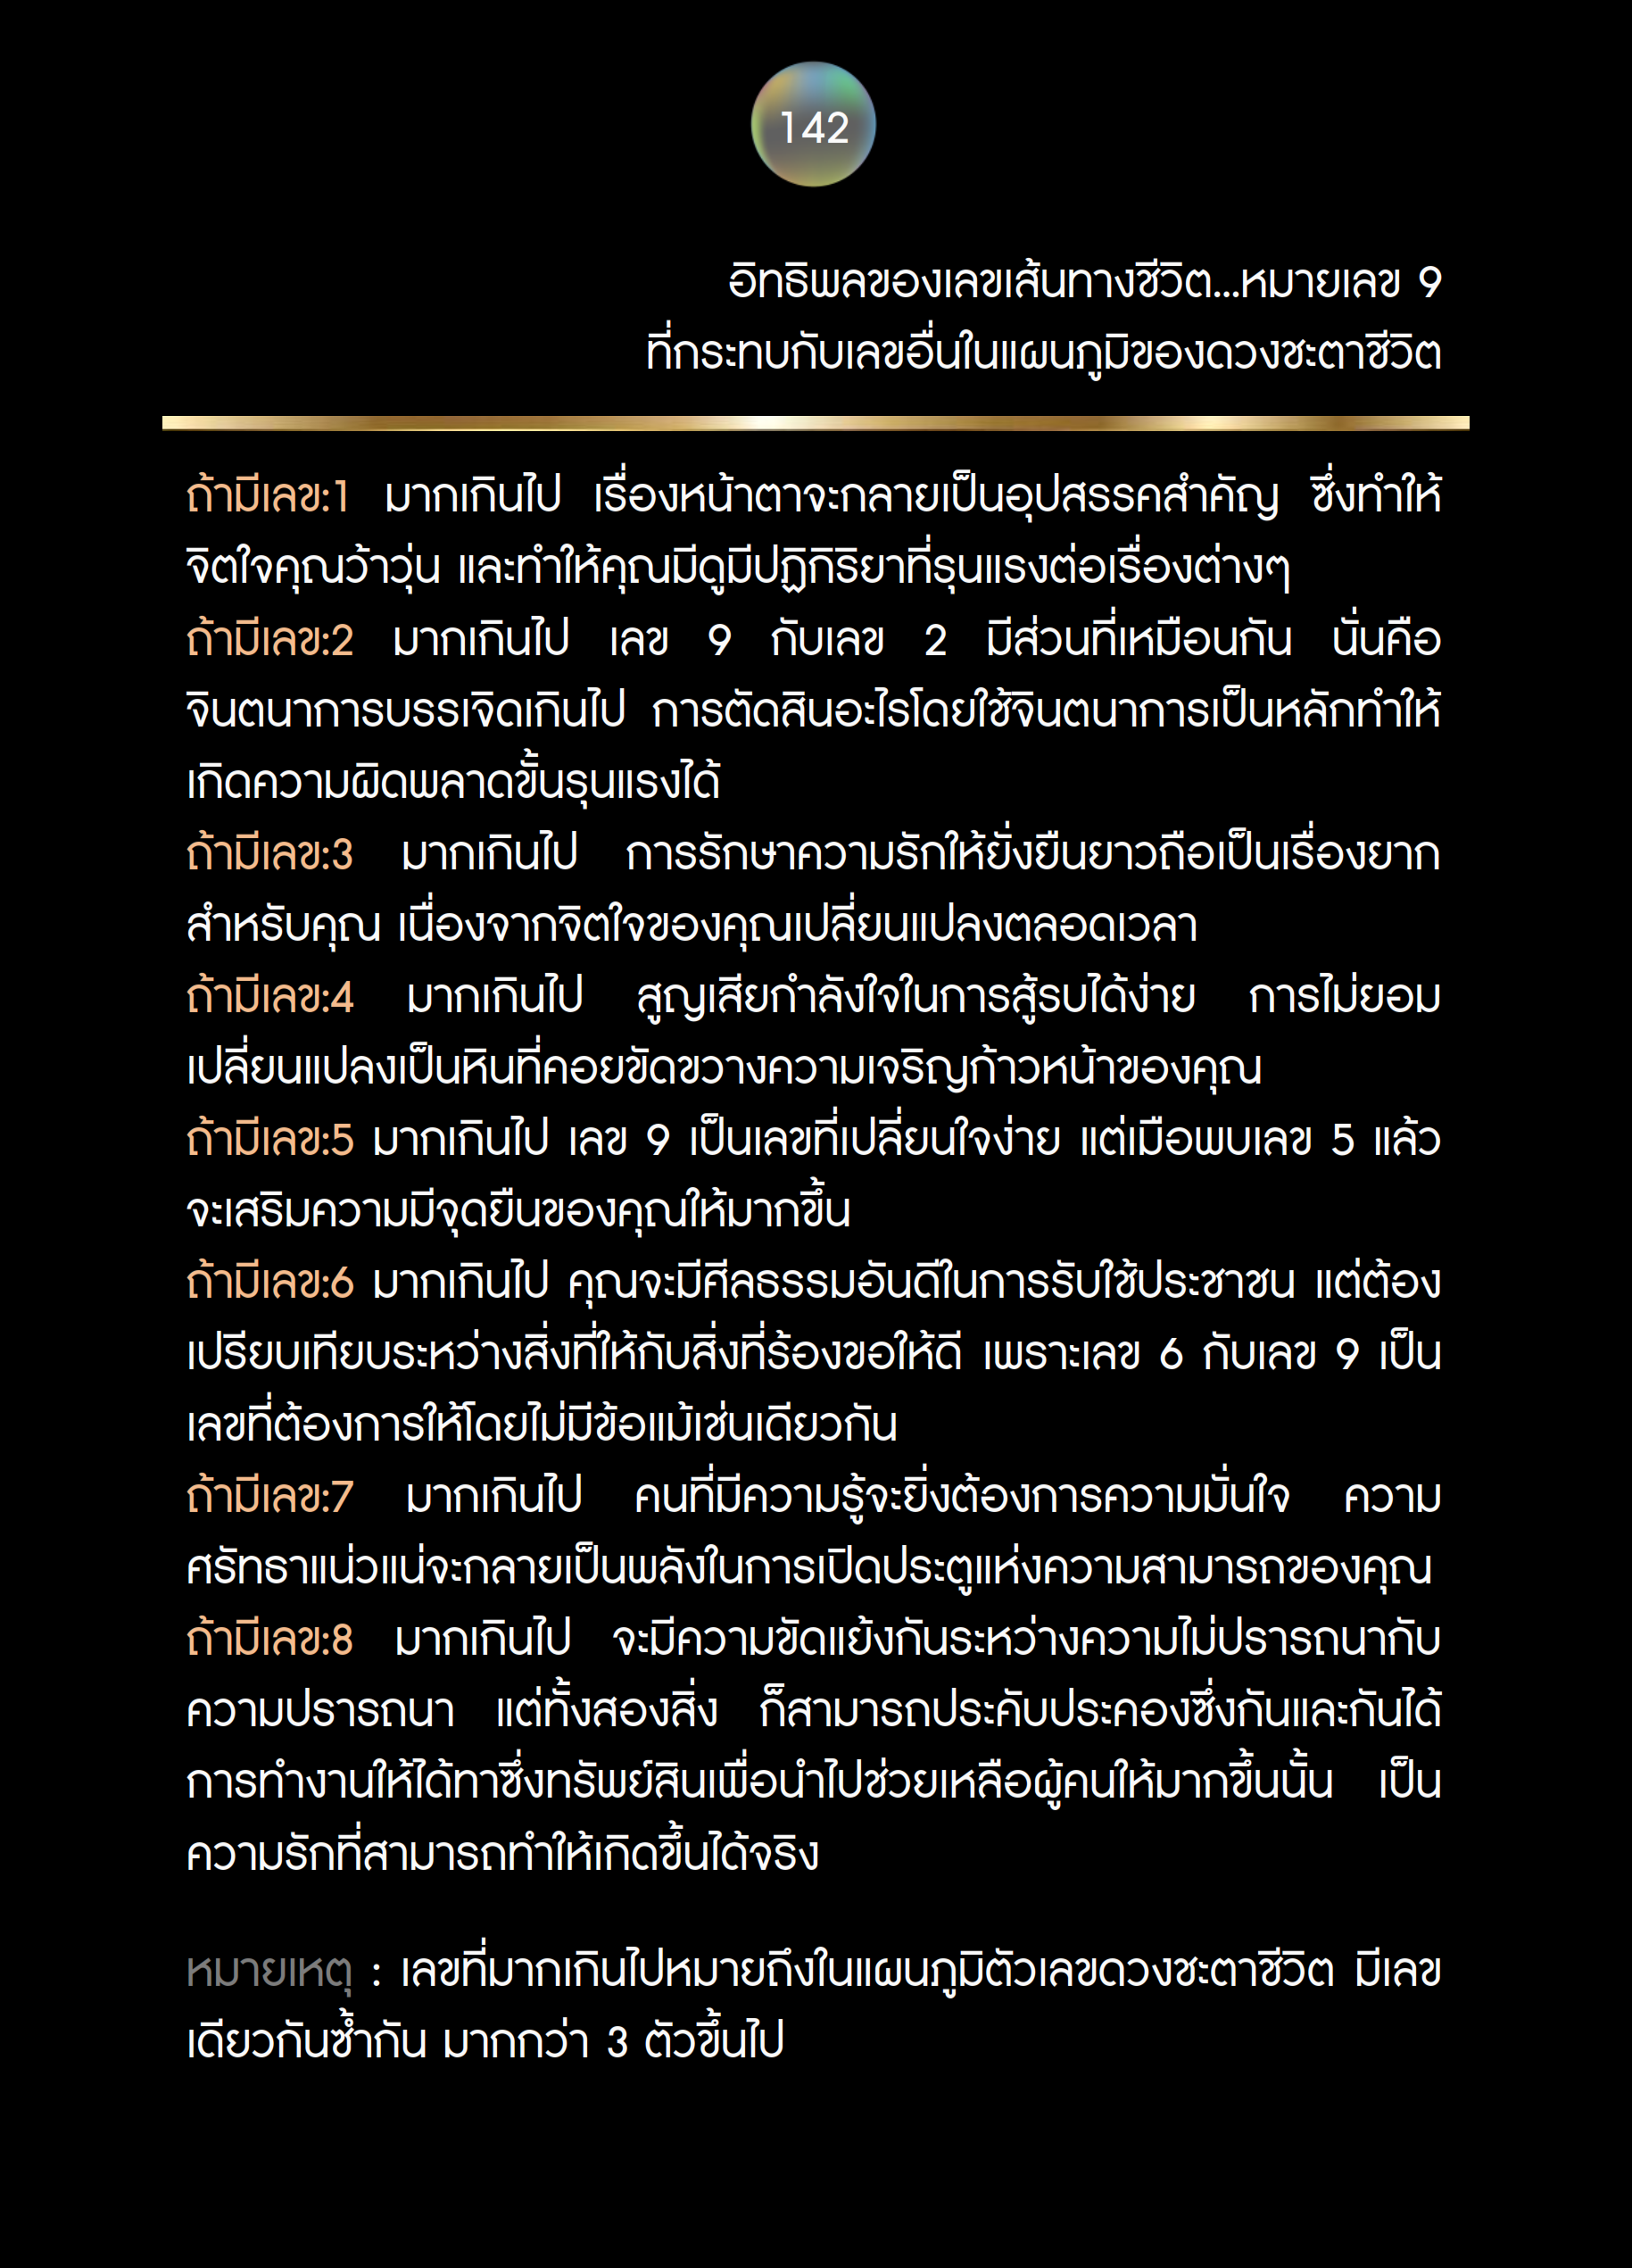 142
อิทธิพลของเลขเส้นทางชีวิต...หมายเลข 9
ที่กระทบกับเลขอื่นในแผนภูมิของดวงชะตาชีวิต
ถ้ามีเลข:1 มากเกินไป เรื่องหน้าตาจะกลายเป็นอุปสรรคสำคัญ ซึ่งทำให้
จิตใจคุณว้าวุ่น และทำให้คุณมีดูมีปฏิกิริยาที่รุนแรงต่อเรื่องต่างๆ
ถ้ามีเลข:2 มากเกินไป เลข 9 กับเลข 2 มีส่วนที่เหมือนกัน นั่นคือ
จินตนาการบรรเจิดเกินไป การตัดสินอะไรโดยใช้จินตนาการเป็นหลักทำให้
เกิดความผิดพลาดขั้นรุนแรงได้
ถ้ามีเลข:3 มากเกินไป การรักษาความรักให้ยั่งยืนยาวถือเป็นเรื่องยาก
สำหรับคุณ เนื่องจากจิตใจของคุณเปลี่ยนแปลงตลอดเวลา
ถ้ามีเลข:4 มากเกินไป สูญเสียกำลังใจในการสู้รบได้ง่าย การไม่ยอม
เปลี่ยนแปลงเป็นหินที่คอยขัดขวางความเจริญก้าวหน้าของคุณ
ถ้ามีเลข:5 มากเกินไป เลข 9 เป็นเลขที่เปลี่ยนใจง่าย แต่เมือพบเลข 5 แล้ว
จะเสริมความมีจุดยืนของคุณให้มากขึ้น
ถ้ามีเลข:6 มากเกินไป คุณจะมีศีลธรรมอันดีในการรับใช้ประชาชน แต่ต้อง
เปรียบเทียบระหว่างสิ่งที่ให้กับสิ่งที่ร้องขอให้ดี เพราะเลข 6 กับเลข 9 เป็น
เลขที่ต้องการให้โดยไม่มีข้อแม้เช่นเดียวกัน
ถ้ามีเลข:7 มากเกินไป คนที่มีความรู้จะยิ่งต้องการความมั่นใจ ความ
ศรัทธาแน่วแน่จะกลายเป็นพลังในการเปิดประตูแห่งความสามารถของคุณ
ถ้ามีเลข:8 มากเกินไป จะมีความขัดแย้งกันระหว่างความไม่ปรารถนากับ
ความปรารถนา แต่ทั้งสองสิ่ง ก็สามารถประคับประคองซึ่งกันและกันได้
การทำงานให้ได้ทาซึ่งทรัพย์สินเพื่อนำไปช่วยเหลือผู้คนให้มากขึ้นนั้น เป็น
ความรักที่สามารถทำให้เกิดขึ้นได้จริง
หมายเหตุ : เลขที่มากเกินไปหมายถึงในแผนภูมิตัวเลขดวงชะตาชีวิต มีเลข
เดียวกันซ้ำกัน มากกว่า 3 ตัวขึ้นไป